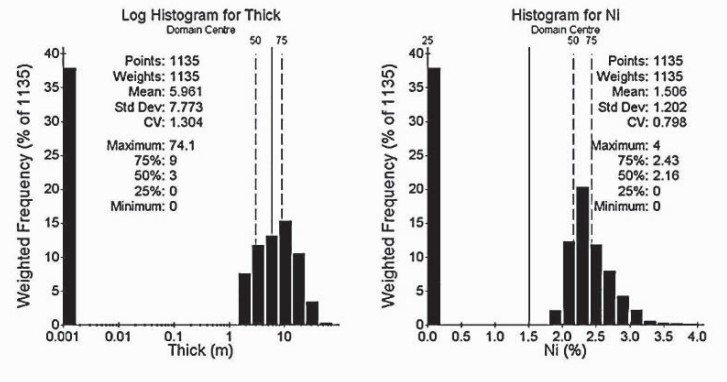 Log Histogram for Thick
Domain Centre
50 75
Points: 1135
Weights: 1135
Mean: 5.961
Std Dev: 7.773
CV: 1.304
Maximum: 74.1
75%: 9
50%: 3
25%: 0
Minimum: 0
Weighted Frequency (% of 1135)
40
35
30
25
20
15
10
5
0
0.001 0.01 0.1 1 10
Thick (m)
Histogram for Ni
Domain Centre
25 50 75
Points: 1135
Weights: 1135
Mean: 1.506
Std Dev: 1.202
CV: 0.798
Maximum: 4
75%: 2.43
50%: 2.16
25%: 0
Minimum: 0
Weighted Frequency (% of 1135)
40
35
30
25
20
15
10
5
0
0.0 0.5 1.0 1.5 2.0 2.5 3.0 3.5 4.0
Ni (%)